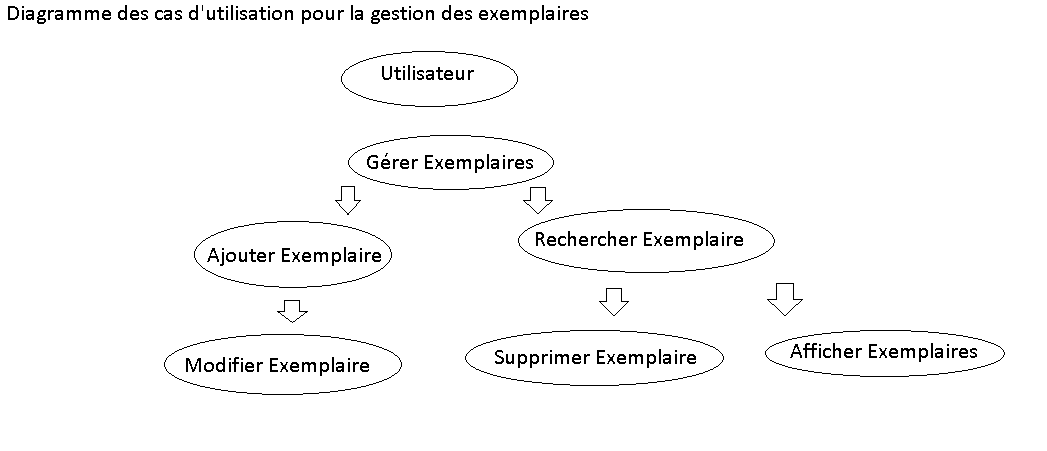 Diagramme des cas d'utilisation pour la gestion des exemplaires
Utilisateur
Gérer Exemplaires
Ajouter Exemplaire
Rechercher Exemplaire
Modifier Exemplaire
Supprimer Exemplaire
Afficher Exemplaires